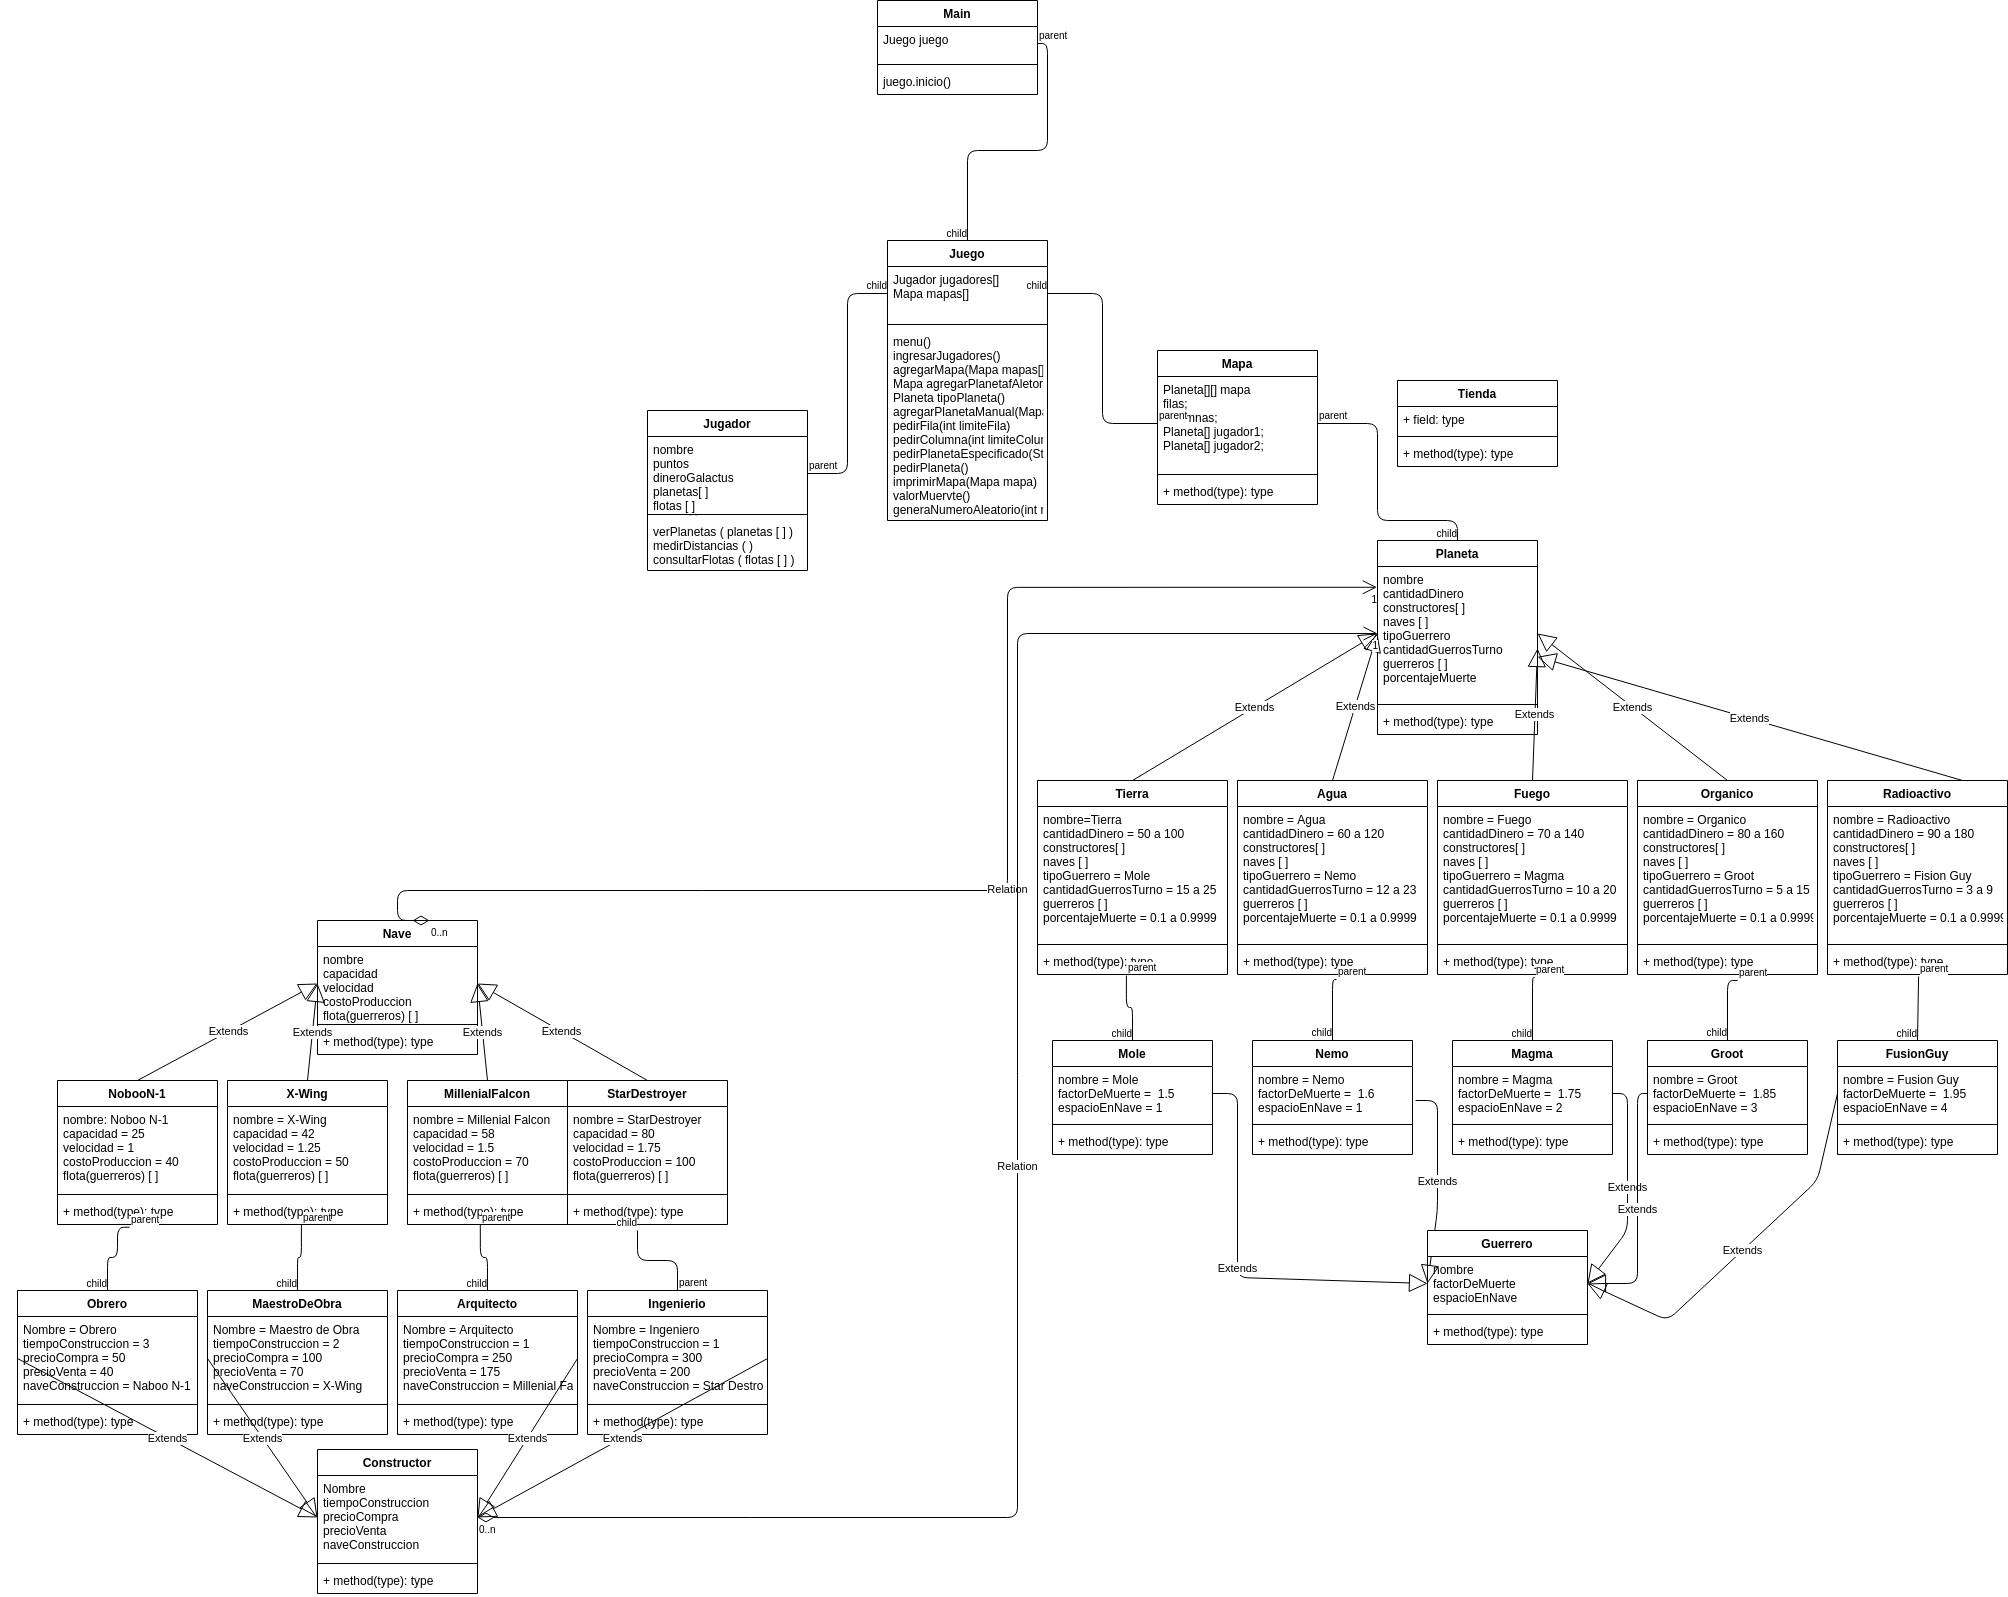 Main
Juego juego
juego.inicio()
parent
child
Juego
Jugador jugadores[]
Mapa mapas[]
menu()
ingresarJugadores()
agregarMapa(Mapa mapas[]
Mapa agregarPlanetafAletor
Planeta tipoPlaneta()
agregarPlanetaManual(Mapa
pedirFila(int limiteFila)
pedirColumna(int limiteColur
pedirPlanetaEspecificado(St
pedirPlaneta()
imprimirMapa(Mapa mapa)
valorMuervte()
generaNumeroAleatorio(int r
child
child
parent
Jugador
nombre
puntos
dineroGalactus
planetas[ ]
flotas [ ]
verPlanetas ( planetas [ ] )
medirDistancias ( )
consultarFlotas ( flotas [ ] )
Mapa
Planeta[][] mapa
filas;
parent
mnas;
Planeta[] jugador1;
Planeta[] jugador2;
+ method(type): type
parent
Tienda
+ field: type
+ method(type): type
child
Planeta
nombre
cantidadDinero
constructores[ ]
naves [ ]
tipoGuerrero
cantidadGuerrosTurno
guerreros [ ]
porcentajeMuerte
+ method(type): type
1
1
Extends
Extends
Extends
Extends
Extends
Tierra
nombre=Tierra
cantidadDinero = 50 a 100
constructores[ ]
naves [ ]
tipoGuerrero = Mole
cantidadGuerrosTurno = 15 a 25
guerreros [ ]
porcentajeMuerte = 0.1 a 0.9999
+ method(type): type
parent
Agua
nombre = Agua
cantidadDinero = 60 a 120
constructores[ ]
naves [ ]
tipoGuerrero = Nemo
cantidadGuerrosTurno = 12 a 23
guerreros [ ]
porcentajeMuerte = 0.1 a 0.9999
+ method(type): type
parent
Fuego
nombre = Fuego
cantidadDinero = 70 a 140
constructores[ ]
naves [ ]
tipoGuerrero = Magma
cantidadGuerrosTurno = 10 a 20
guerreros [ ]
porcentajeMuerte = 0.1 a 0.9999
+ method(type): type
parent
Organico
nombre = Organico
cantidadDinero = 80 a 160
constructores[ ]
naves [ ]
tipoGuerrero = Groot
cantidadGuerrosTurno = 5 a 15
guerreros [ ]
porcentajeMuerte = 0.1 a 0.9999
+ method(type): type
parent
Radioactivo
nombre = Radioactivo
cantidadDinero = 90 a 180
constructores[ ]
naves [ ]
tipoGuerrero = Fision Guy
cantidadGuerrosTurno = 3 a 9
guerreros [ ]
porcentajeMuerte = 0.1 a 0.9999
+ method(type): type
parent
Relation
0..n
Nave
nombre
capacidad
velocidad
costoProduccion
flota(guerreros) [ ]
+ method(type): type
Extends
Extends
Extends
Extends
child
child
child
child
child
Mole
nombre = Mole
factorDeMuerte =  1.5
espacioEnNave = 1
+ method(type): type
Nemo
nombre = Nemo
factorDeMuerte =  1.6
espacioEnNave = 1
+ method(type): type
Magma
nombre = Magma
factorDeMuerte =  1.75
espacioEnNave = 2
+ method(type): type
Groot
nombre = Groot
factorDeMuerte =  1.85
espacioEnNave = 3
+ method(type): type
FusionGuy
nombre = Fusion Guy
factorDeMuerte =  1.95
espacioEnNave = 4
+ method(type): type
NobooN-1
nombre: Noboo N-1
capacidad = 25
velocidad = 1
costoProduccion = 40
flota(guerreros) [ ]
+ method(type): type
parent
X-Wing
nombre = X-Wing
capacidad = 42
velocidad = 1.25
costoProduccion = 50
flota(guerreros) [ ]
+ method(type): type
parent
MillenialFalcon
nombre = Millenial Falcon
capacidad = 58
velocidad = 1.5
costoProduccion = 70
flota(guerreros) [ ]
+ method(type): type
parent
StarDestroyer
nombre = StarDestroyer
capacidad = 80
velocidad = 1.75
costoProduccion = 100
flota(guerreros) [ ]
+ method(type): type
child
Relation
Extends
Extends
Extends
Extends
Extends
Guerrero
nombre
factorDeMuerte
espacioEnNave
+ method(type): type
child
child
child
parent
Obrero
Nombre = Obrero
tiempoConstruccion = 3
precioCompra = 50
precioVenta = 40
naveConstruccion = Naboo N-1
+ method(type): type
MaestroDeObra
Nombre = Maestro de Obra
tiempoConstruccion = 2
precioCompra = 100
precioVenta = 70
naveConstruccion = X-Wing
+ method(type): type
Arquitecto
Nombre = Arquitecto
tiempoConstruccion = 1
precioCompra = 250
precioVenta = 175
naveConstruccion = Millenial Fa
+ method(type): type
Ingenierio
Nombre = Ingeniero
tiempoConstruccion = 1
precioCompra = 300
precioVenta = 200
naveConstruccion = Star Destro
+ method(type): type
Extends
Extends
Extends
Extends
Constructor
Nombre
tiempoConstruccion
precioCompra
precioVenta
naveConstruccion
+ method(type): type
0..n